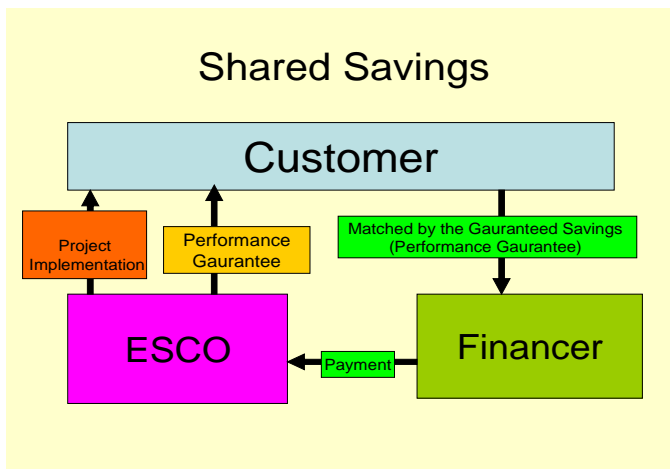 Shared Savings
Customer
Project
Implementation
Performance
Gaurantee
Matched by the Gauranteed Savings
(Performance Gaurantee)
ESCO
Payment
Financer